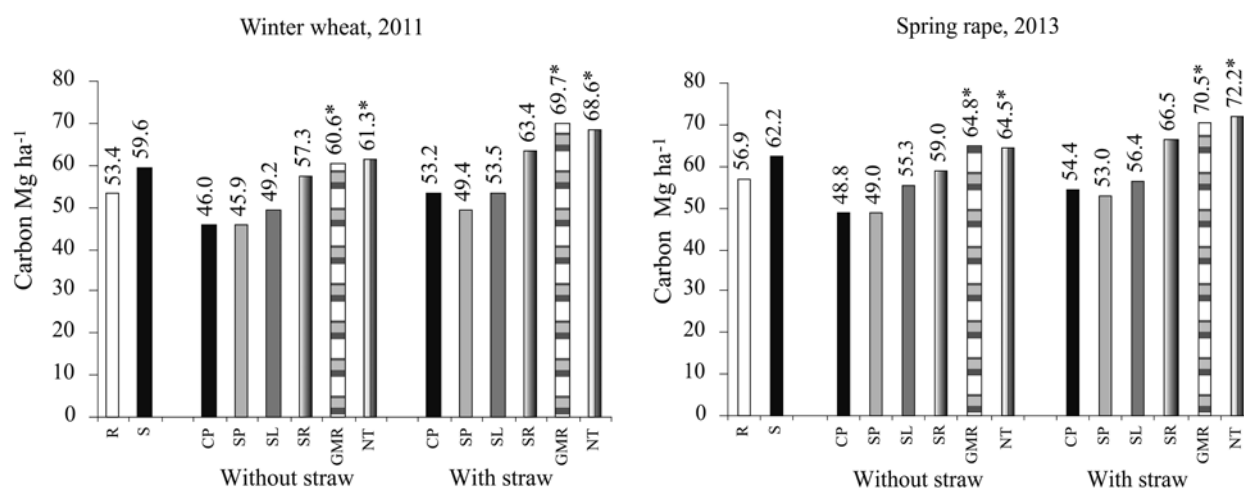 Winter wheat, 2011
Carbon Mg ha⁻¹
80
70
60
50
40
30
20
10
0
53.4
59.6
46.0
45.9
49.2
57.3
60.6*
61.3*
53.2
49.4
53.5
63.4
69.7*
68.6*
R
S
CP
SP
SL
SR
GMR
NT
CP
SP
SL
SR
GMR
NT
Without straw
With straw
Spring rape, 2013
Carbon Mg ha⁻¹
80
70
60
50
40
30
20
10
0
56.9
62.2
48.8
49.0
55.3
59.0
64.8*
64.5*
54.4
53.0
56.4
66.5
70.5*
72.2*
R
S
CP
SP
SL
SR
GMR
NT
CP
SP
SL
SR
GMR
NT
Without straw
With straw